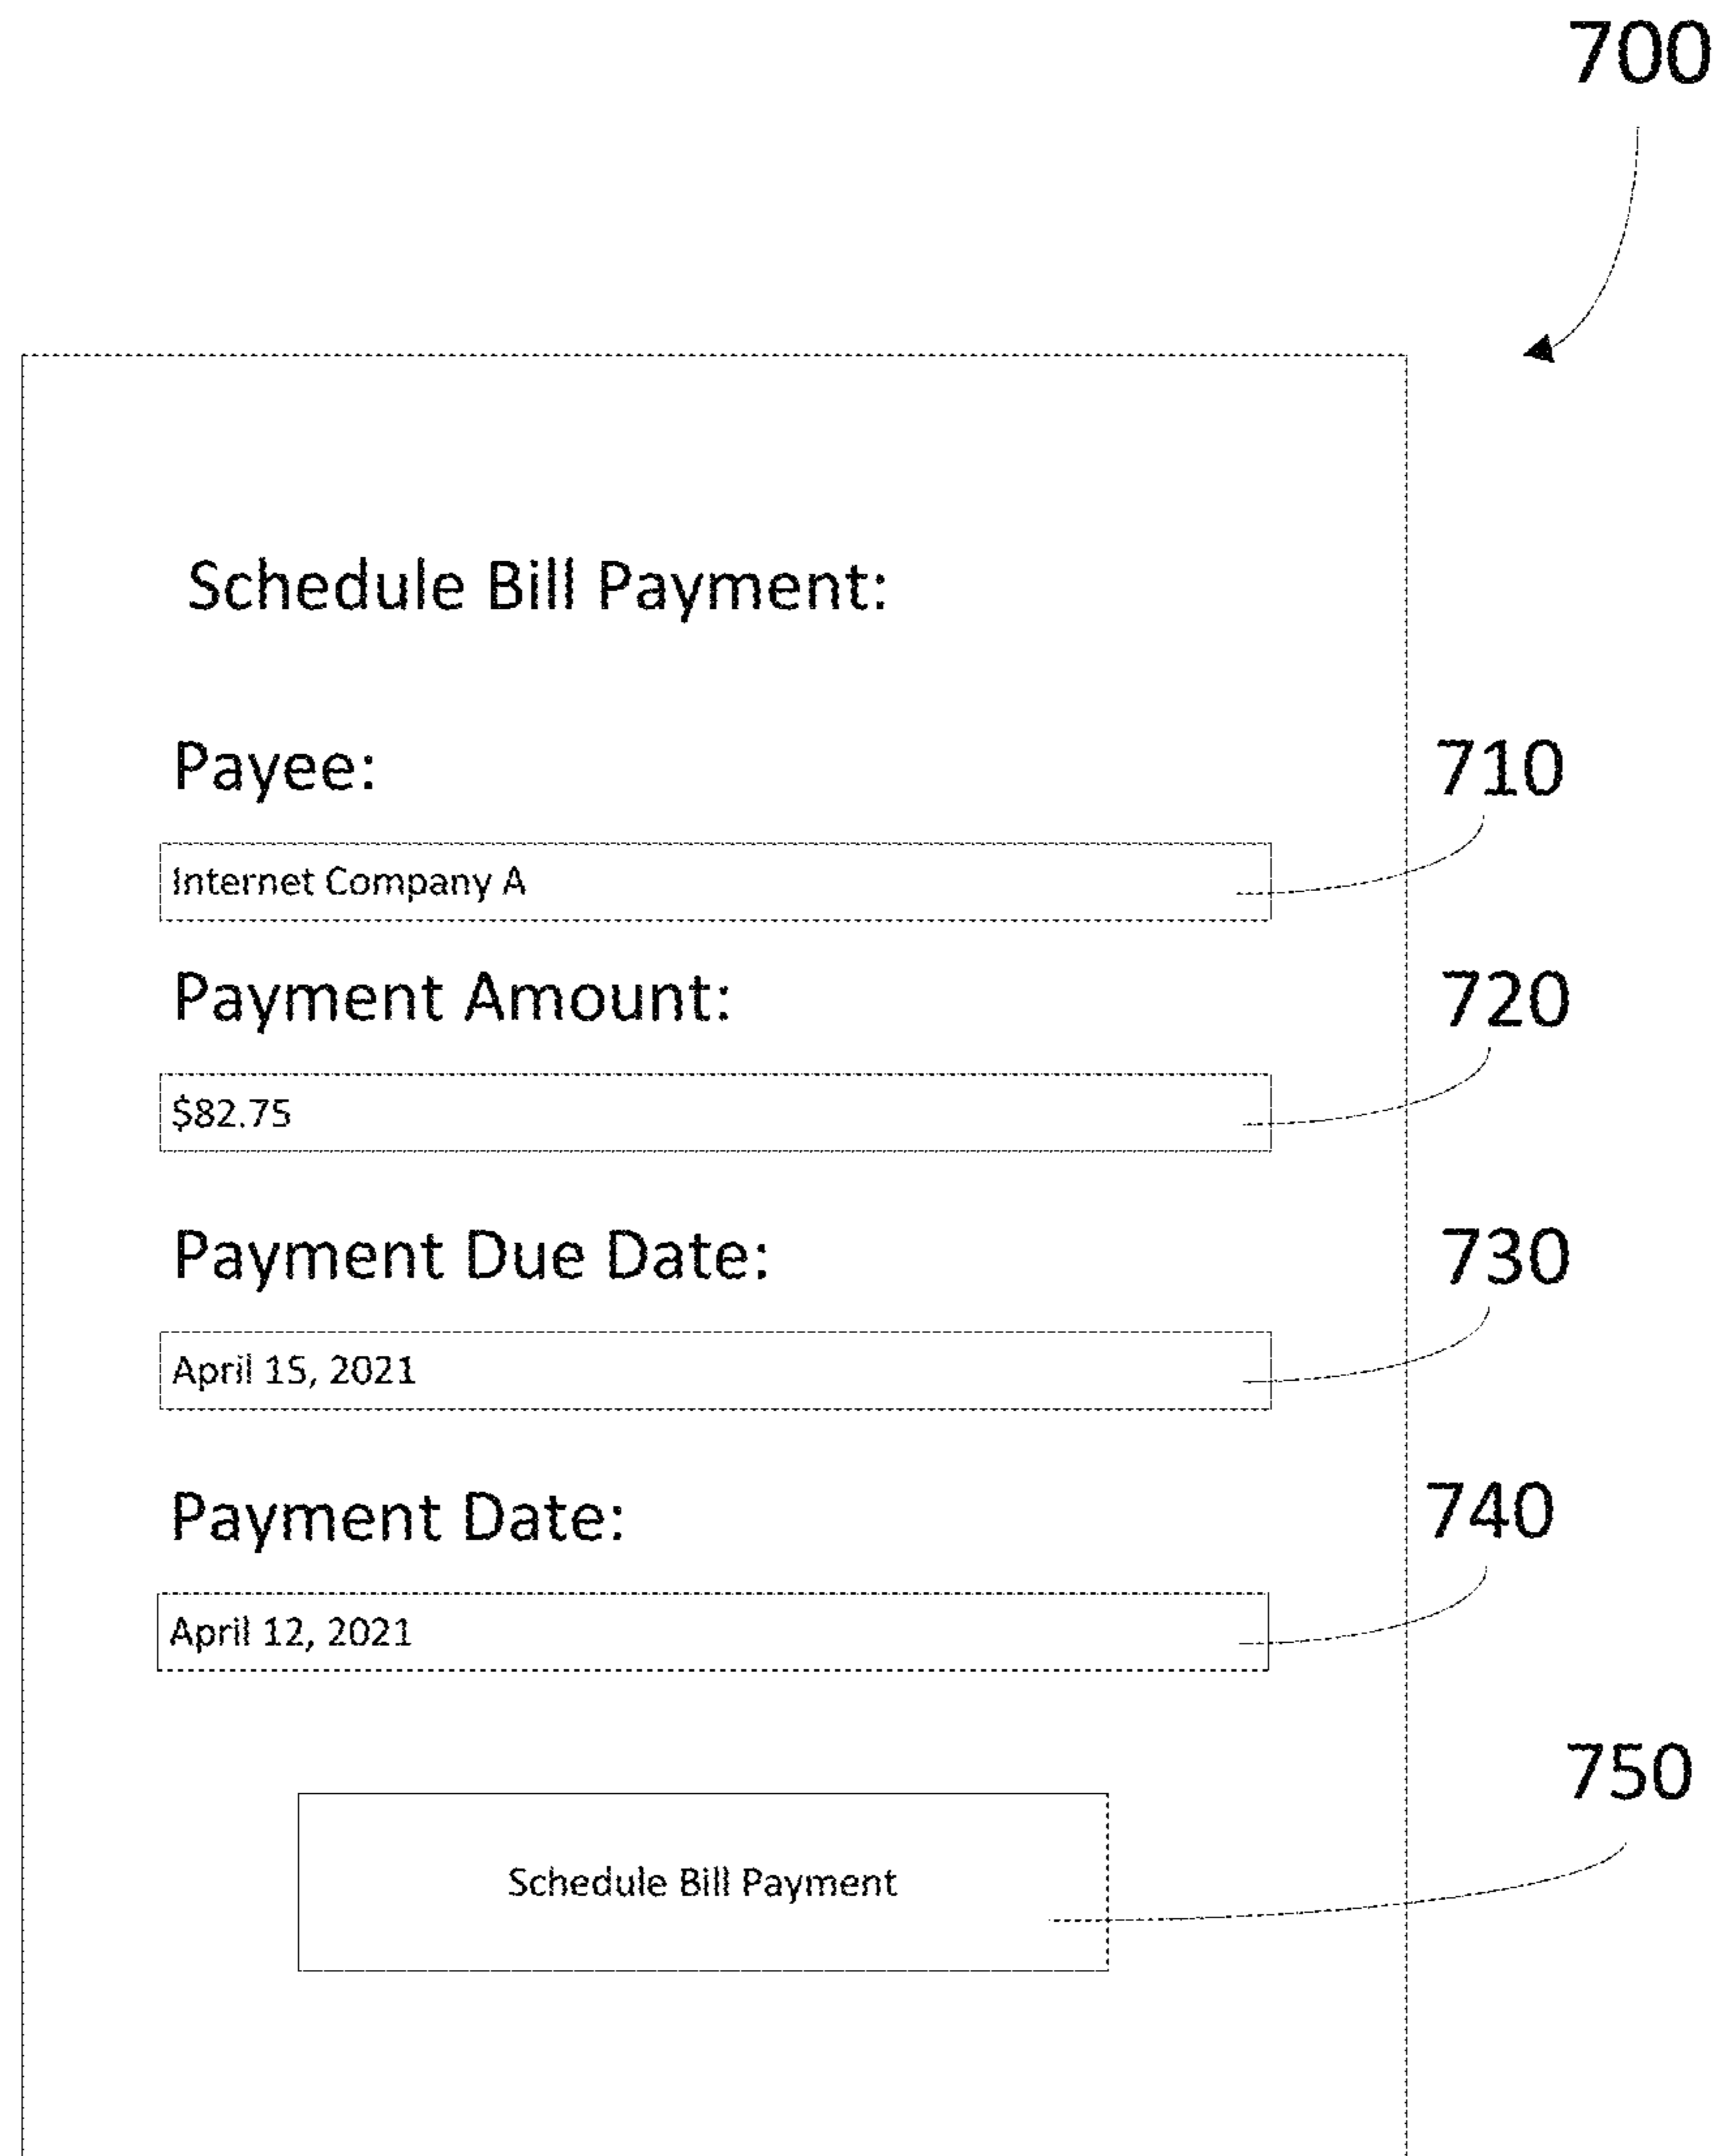 700
Schedule Bill Payment:
Payee:
710
Internet Company A
Payment Amount:
720
$82.75
Payment Due Date:
730
April 15, 2021
Payment Date:
740
April 12, 2021
750
Schedule Bill Payment